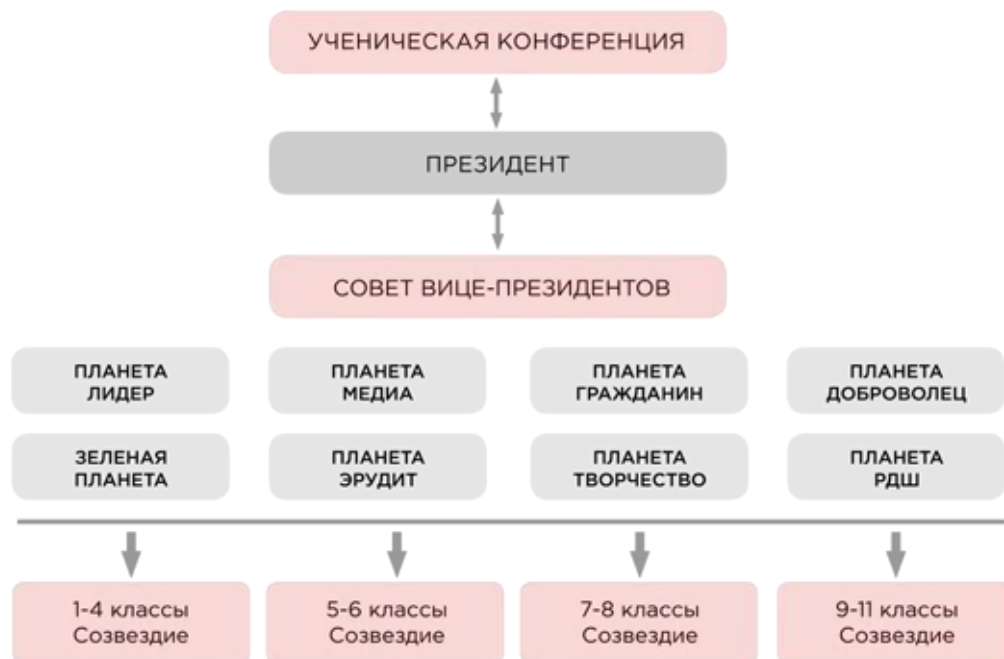 УЧЕНИЧЕСКАЯ КОНФЕРЕНЦИЯ
ПРЕЗИДЕНТ
СОВЕТ ВИЦЕ-ПРЕЗИДЕНТОВ
ПЛАНЕТА
ЛИДЕР
ПЛАНЕТА
МЕДИА
ПЛАНЕТА
ГРАЖДАНИН
ПЛАНЕТА
ДОБРОВОЛЕЦ
ЗЕЛЕНАЯ
ПЛАНЕТА
ПЛАНЕТА
ЭРУДИТ
ПЛАНЕТА
ТВОРЧЕСТВО
ПЛАНЕТА
РДШ
1-4 классы
Созвездие
5-6 классы
Созвездие
7-8 классы
Созвездие
9-11 классы
Созвездие